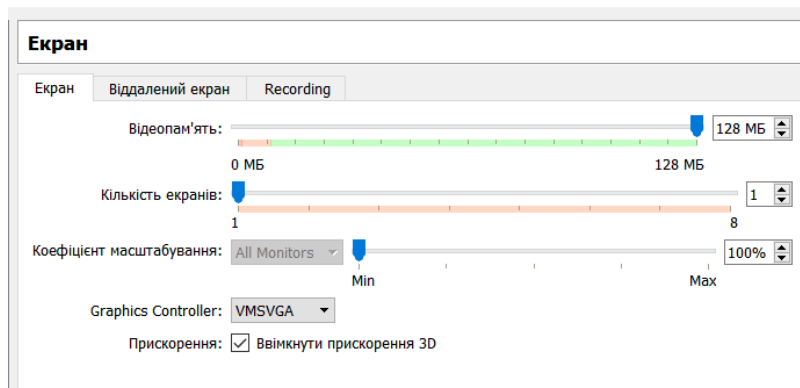 Екран
Екран Віддалений екран Recording
Відеопам'ять: 128 МБ
0 МБ 128 МБ
Кількість екранів: 1
1 8
Коефіцієнт масштабування: All Monitors 100%
Min Max
Graphics Controller: VMSVGA
Прискорення: Ввімкнути прискорення 3D